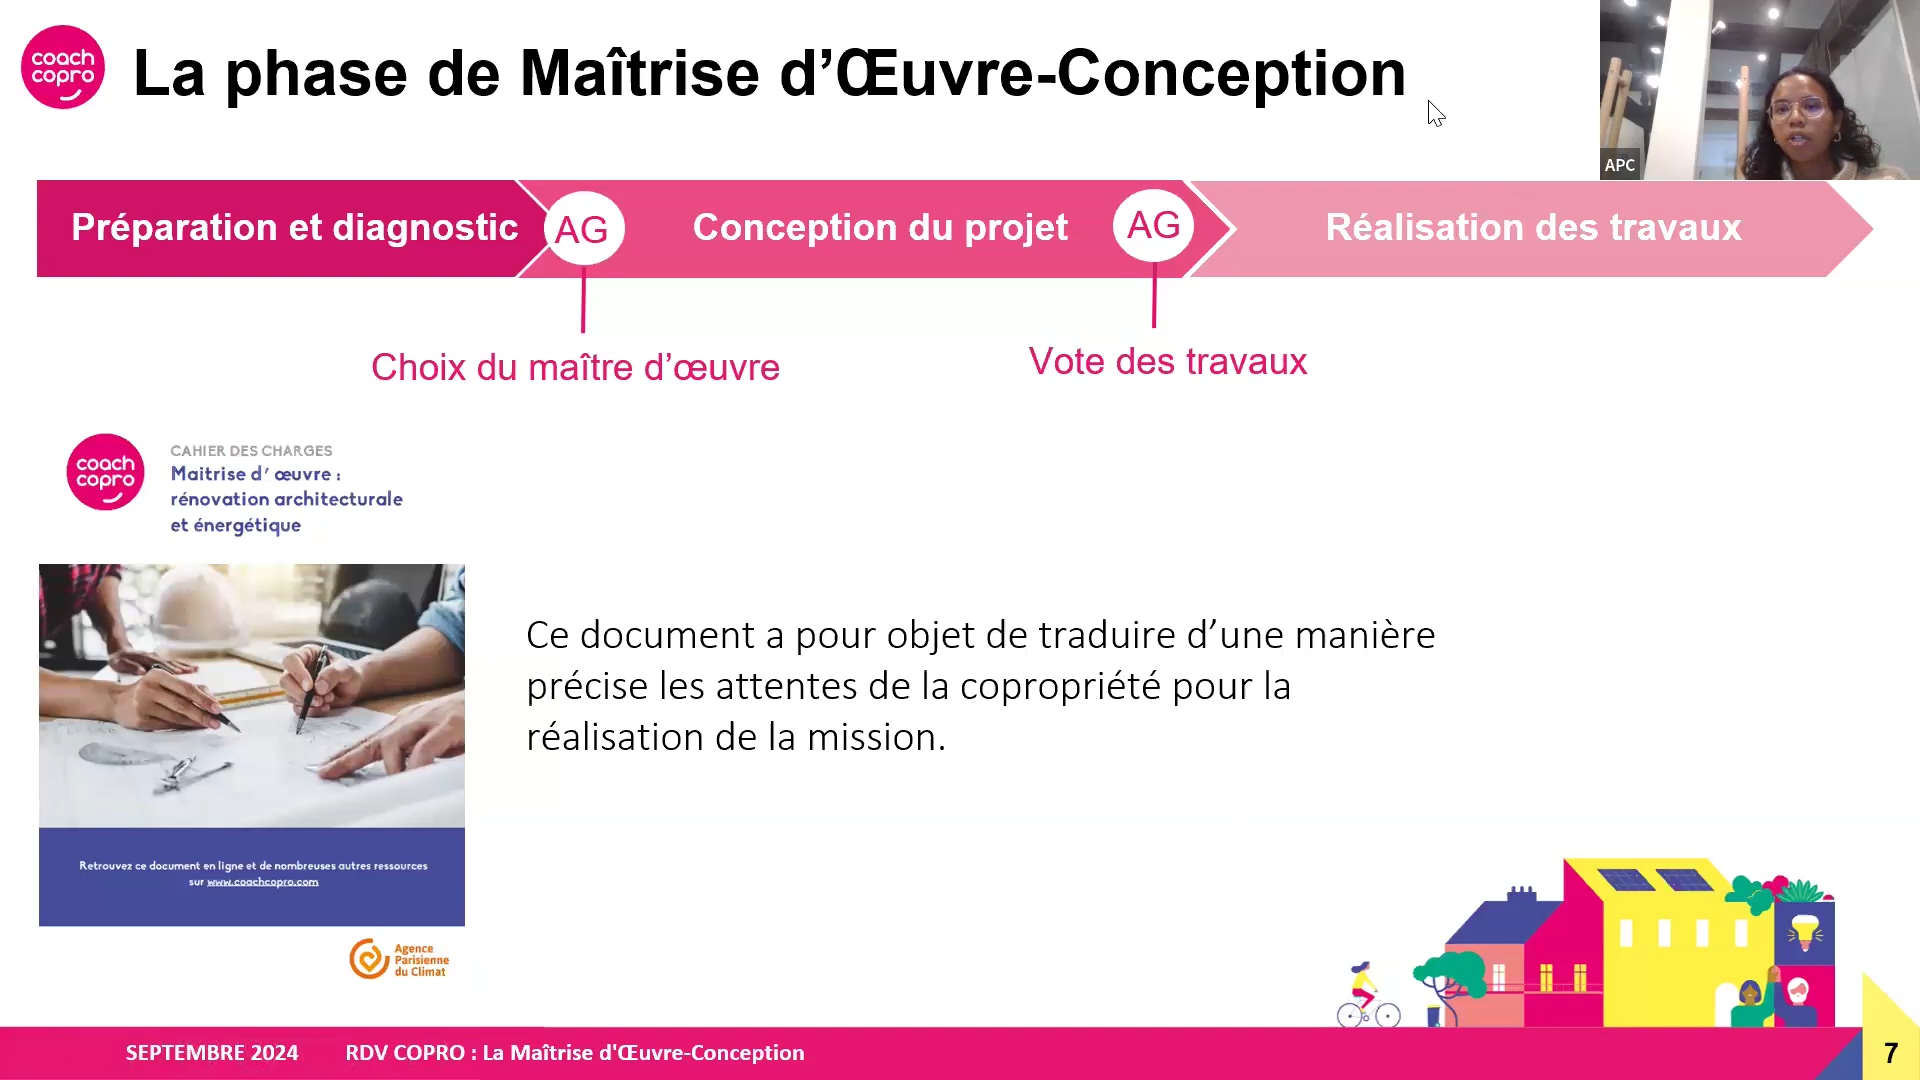 coach
copro
La phase de Maîtrise d’Œuvre-Conception
APC
Préparation et diagnostic
AG
Conception du projet
AG
Réalisation des travaux
Choix du maître d’œuvre
Vote des travaux
coach
copro
CAHIER DES CHARGES
Maitrise d’ œuvre :
rénovation architecturale
et énergétique
Ce document a pour objet de traduire d’une manière
précise les attentes de la copropriété pour la
réalisation de la mission.
Retrouvez ce document en ligne et de nombreuses autres ressources
sur www.coachcopro.com
Agence
Parisienne
du Climat
SEPTEMBRE 2024
RDV COPRO : La Maîtrise d'Œuvre-Conception
7